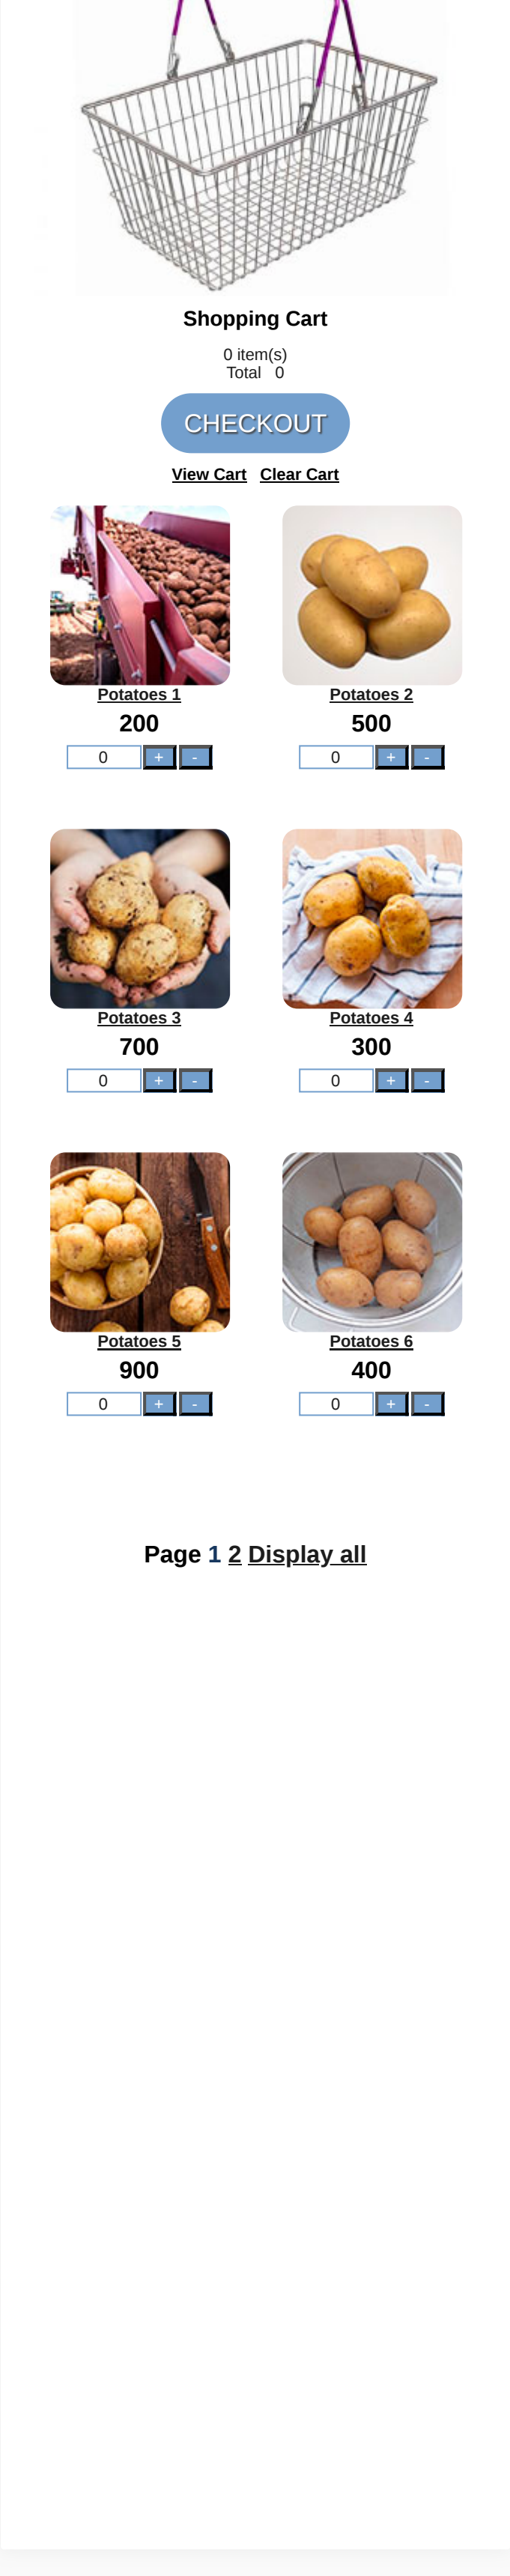 Shopping Cart
0 item(s)
Total 0
CHECKOUT
View Cart Clear Cart
Potatoes 1
200
0 + -
Potatoes 2
500
0 + -
Potatoes 3
700
0 + -
Potatoes 4
300
0 + -
Potatoes 5
900
0 + -
Potatoes 6
400
0 + -
Page 1 2 Display all